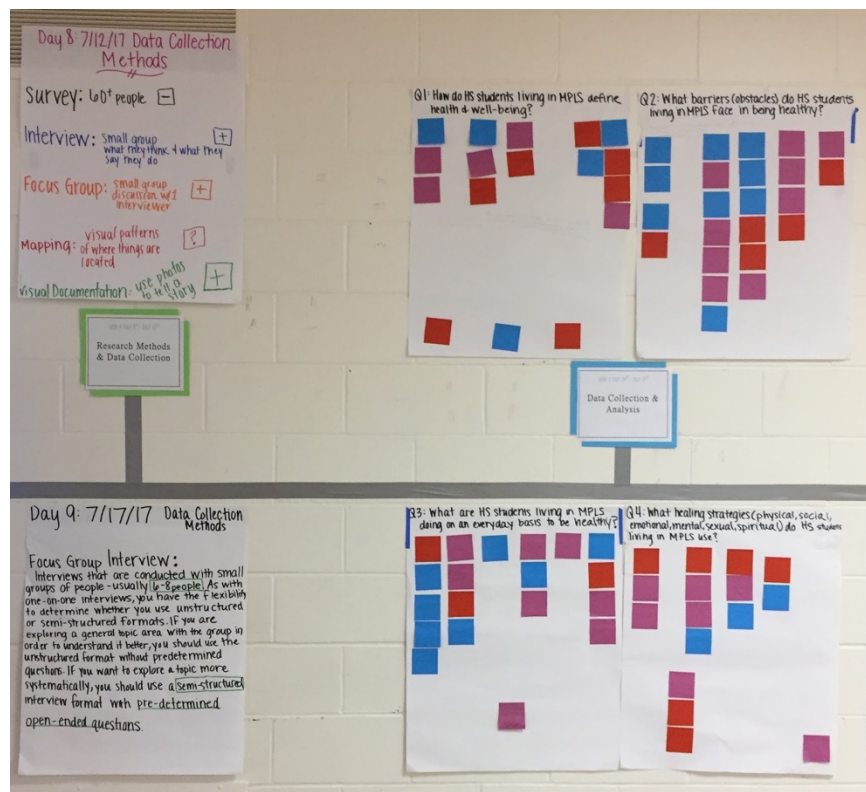 Day 8: 7/12/17 Data Collection
Methods
Survey: 60+ people −
Interview: small group +
what they think + what they
say they do
Focus Group: small group +
discussion w/1
interviewer
Mapping: visual patterns ?
of where things are
located
Visual Documentation: use photos +
to tell a
story
Research Methods
& Data Collection
Q1: How do HS students living in MPLS define
health & well-being?
Q2: What barriers (obstacles) do HS students
living in MPLS face in being healthy?
Data Collection &
Analysis
Day 9: 7/17/17 Data Collection
Methods
Focus Group Interview:
Interviews that are conducted with small
groups of people - usually 6-8 people. As with
one-on-one interviews, you have the flexibility
to determine whether you use unstructured
or semi-structured formats. If you are
exploring a general topic area with the group in
order to understand it better, you should use the
unstructured format without predetermined
questions. If you want to explore a topic more
systematically, you should use a semi-structured
interview format with pre-determined
open-ended questions.
Q3: What are HS students living in MPLS
doing on an everyday basis to be healthy?
Q4: What healing strategies (physical, social,
emotional, mental, sexual, spiritual) do HS students
living in MPLS use?